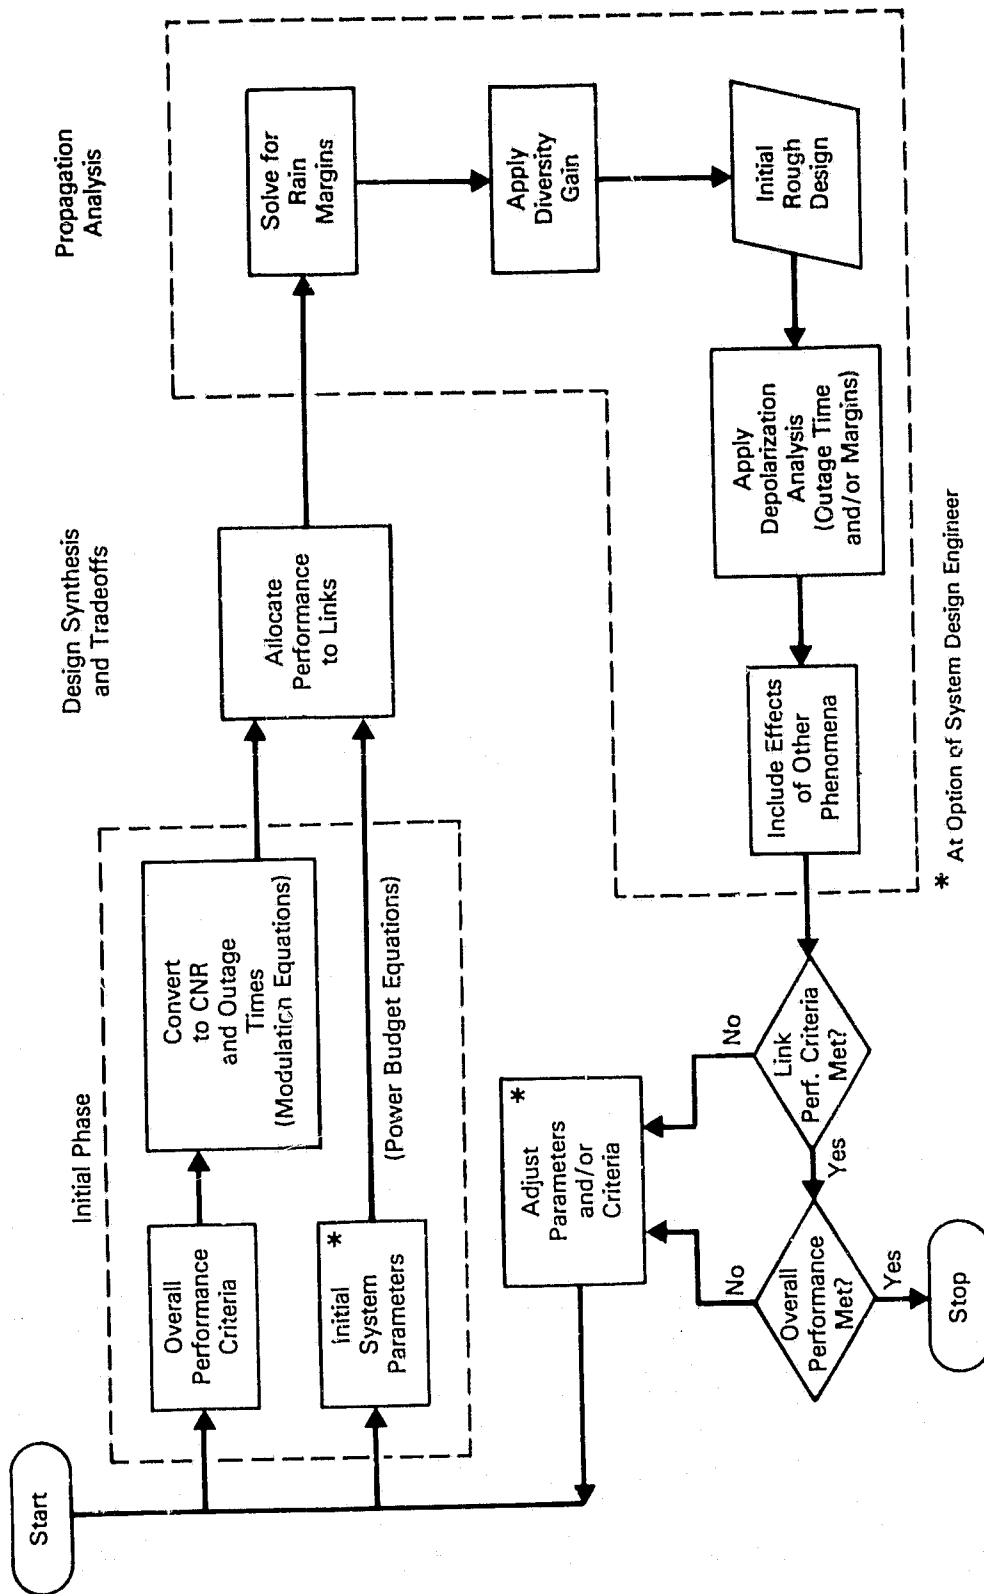 Start
Initial Phase
Overall
Performance
Criteria
Convert
to CNR
and Outage
Times
(Modulation Equations)
*
Initial
System
Parameters
(Power Budget Equations)
Design Synthesis
and Tradeoffs
Allocate
Performance
to Links
Propagation
Analysis
Solve for
Rain
Margins
Apply
Diversity
Gain
Initial
Rough
Design
Apply
Depolarization
Analysis
(Outage Time
and/or Margins)
Include Effects
of Other
Phenomena
Link
Perf. Criteria
Met?
No
Yes
Overall
Performance
Met?
No
Yes
*
Adjust
Parameters
and/or
Criteria
Stop
* At Option of System Design Engineer